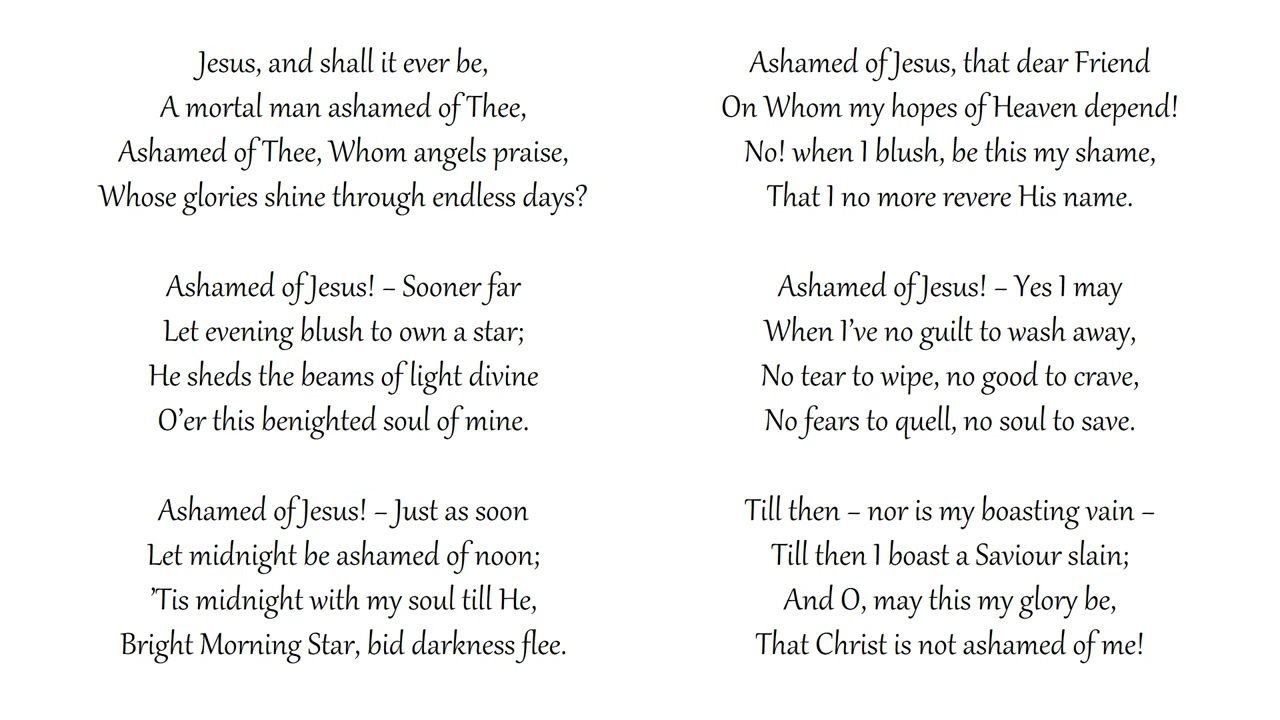 Jesus, and shall it ever be,
A mortal man ashamed of Thee,
Ashamed of Thee, Whom angels praise,
Whose glories shine through endless days?
Ashamed of Jesus! – Sooner far
Let evening blush to own a star;
He sheds the beams of light divine
O’er this benighted soul of mine.
Ashamed of Jesus! – Just as soon
Let midnight be ashamed of noon;
’Tis midnight with my soul till He,
Bright Morning Star, bid darkness flee.
Ashamed of Jesus, that dear Friend
On Whom my hopes of Heaven depend!
No! when I blush, be this my shame,
That I no more revere His name.
Ashamed of Jesus! – Yes I may
When I’ve no guilt to wash away,
No tear to wipe, no good to crave,
No fears to quell, no soul to save.
Till then – nor is my boasting vain –
Till then I boast a Saviour slain;
And O, may this my glory be,
That Christ is not ashamed of me!